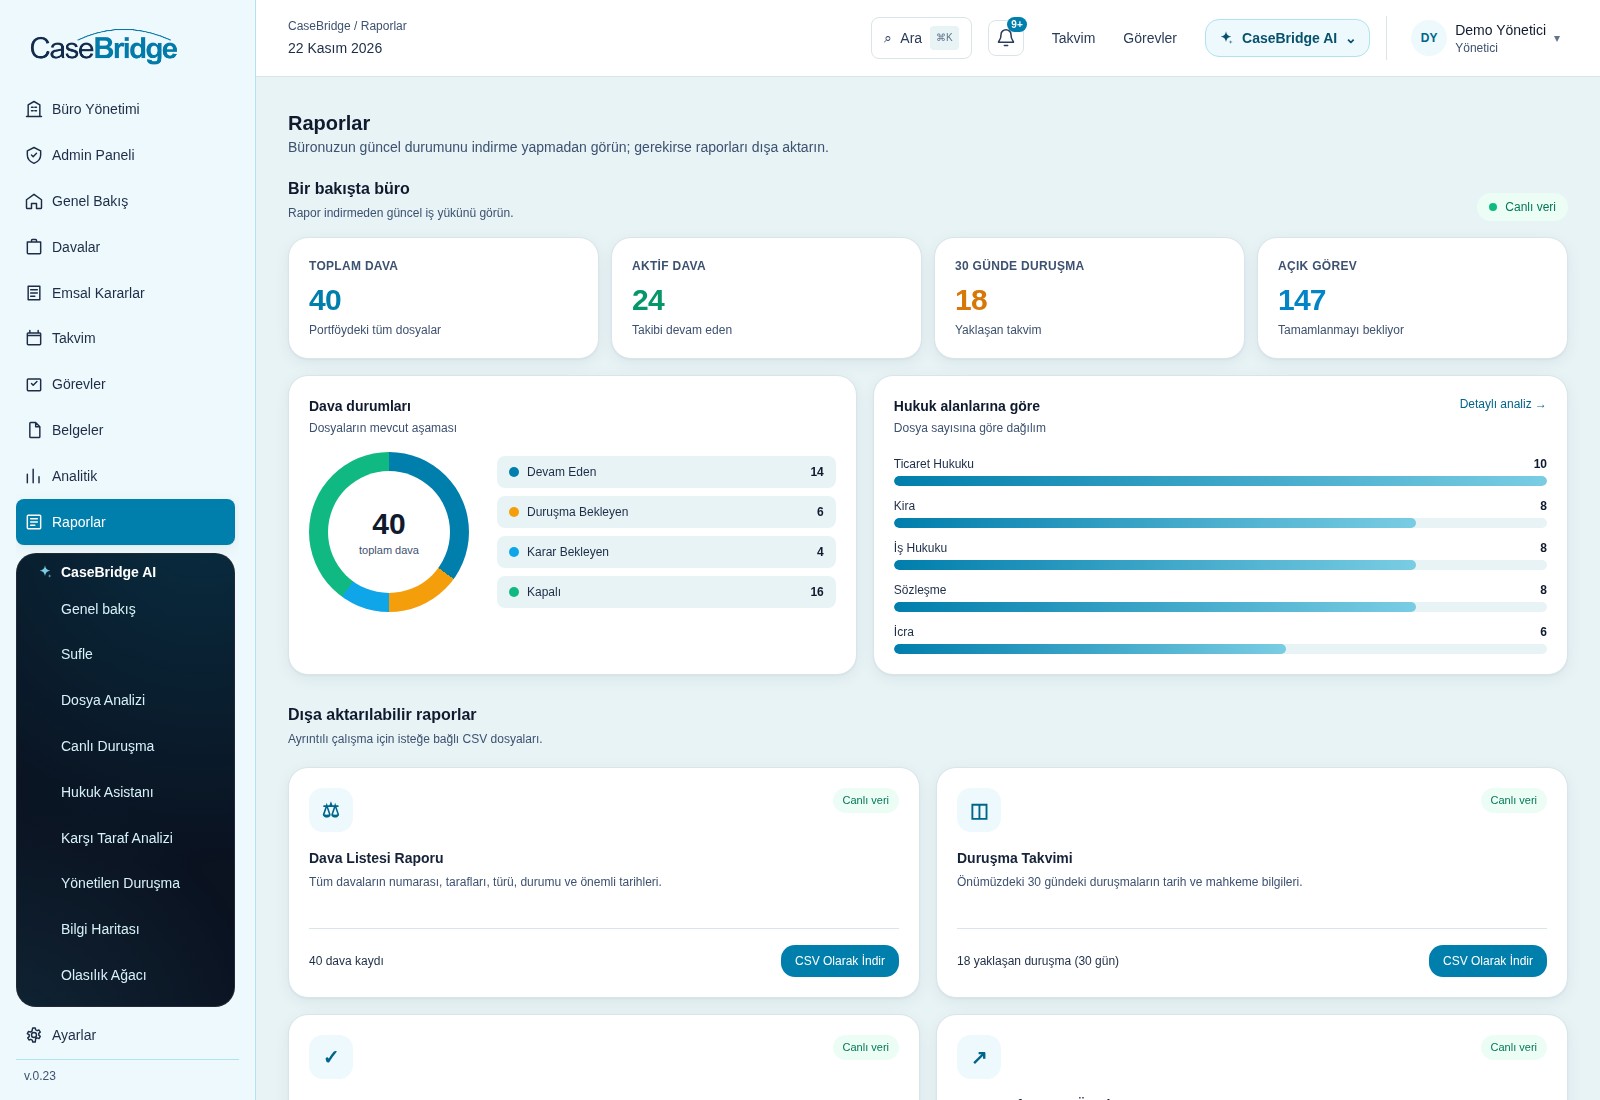 CaseBridge
Büro Yönetimi
Admin Paneli
Genel Bakış
Davalar
Emsal Kararlar
Takvim
Görevler
Belgeler
Analitik
Raporlar
CaseBridge AI
Genel bakış
Sufle
Dosya Analizi
Canlı Duruşma
Hukuk Asistanı
Karşı Taraf Analizi
Yönetilen Duruşma
Bilgi Haritası
Olasılık Ağacı
Ayarlar
v.0.23
CaseBridge / Raporlar
22 Kasım 2026
Ara ⌘K
9+
Takvim
Görevler
CaseBridge AI
DY
Demo Yönetici
Yönetici
Raporlar
Büronuzun güncel durumunu indirme yapmadan görün; gerekirse raporları dışa aktarın.
Bir bakışta büro
Rapor indirmeden güncel iş yükünü görün.
Canlı veri
TOPLAM DAVA
40
Portföydeki tüm dosyalar
AKTİF DAVA
24
Takibi devam eden
30 GÜNDE DURUŞMA
18
Yaklaşan takvim
AÇIK GÖREV
147
Tamamlanmayı bekliyor
Dava durumları
Dosyaların mevcut aşaması
40
toplam dava
Devam Eden 14
Duruşma Bekleyen 6
Karar Bekleyen 4
Kapalı 16
Hukuk alanlarına göre
Detaylı analiz →
Dosya sayısına göre dağılım
Ticaret Hukuku 10
Kira 8
İş Hukuku 8
Sözleşme 8
İcra 6
Dışa aktarılabilir raporlar
Ayrıntılı çalışma için isteğe bağlı CSV dosyaları.
Canlı veri
Dava Listesi Raporu
Tüm davaların numarası, tarafları, türü, durumu ve önemli tarihleri.
40 dava kaydı
CSV Olarak İndir
Canlı veri
Duruşma Takvimi
Önümüzdeki 30 gündeki duruşmaların tarih ve mahkeme bilgileri.
18 yaklaşan duruşma (30 gün)
CSV Olarak İndir
Canlı veri
Canlı veri